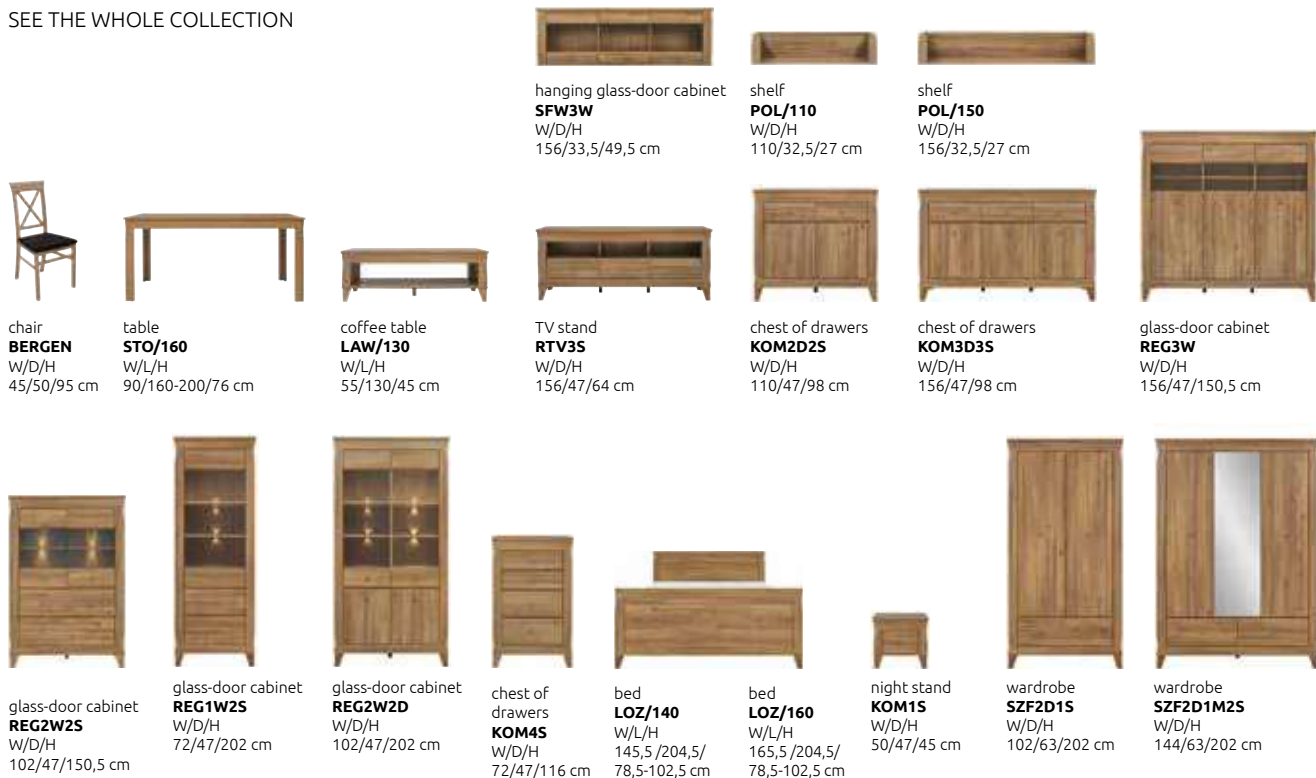 SEE THE WHOLE COLLECTION
hanging glass-door cabinet
SFW3W
W/D/H
156/33,5/49,5 cm
shelf
POL/110
W/D/H
110/32,5/27 cm
shelf
POL/150
W/D/H
156/32,5/27 cm
chair
BERGEN
W/D/H
45/50/95 cm
table
STO/160
W/L/H
90/160-200/76 cm
coffee table
LAW/130
W/L/H
55/130/45 cm
TV stand
RTV3S
W/D/H
156/47/64 cm
chest of drawers
KOM2D2S
W/D/H
110/47/98 cm
chest of drawers
KOM3D3S
W/D/H
156/47/98 cm
glass-door cabinet
REG3W
W/D/H
156/47/150,5 cm
glass-door cabinet
REG2W2S
W/D/H
102/47/150,5 cm
glass-door cabinet
REG1W2S
W/D/H
72/47/202 cm
glass-door cabinet
REG2W2D
W/D/H
102/47/202 cm
chest of
drawers
KOM4S
W/D/H
72/47/116 cm
bed
LOZ/140
W/L/H
145,5 /204,5/
78,5-102,5 cm
bed
LOZ/160
W/L/H
165,5 /204,5/
78,5-102,5 cm
night stand
KOM1S
W/D/H
50/47/45 cm
wardrobe
SZF2D1S
W/D/H
102/63/202 cm
wardrobe
SZF2D1M2S
W/D/H
144/63/202 cm